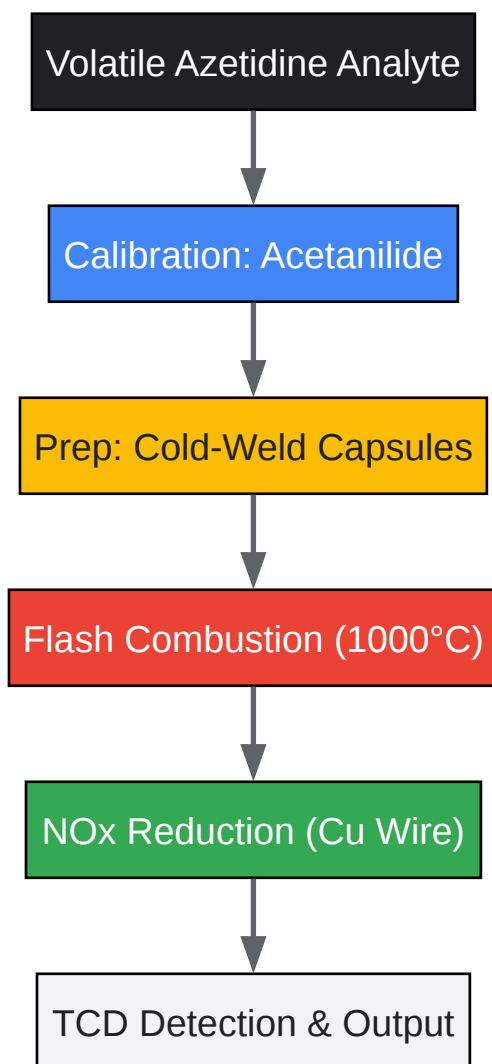 Volatile Azetidine Analyte
Calibration: Acetanilide
Prep: Cold-Weld Capsules
Flash Combustion (1000°C)
NOx Reduction (Cu Wire)
TCD Detection & Output